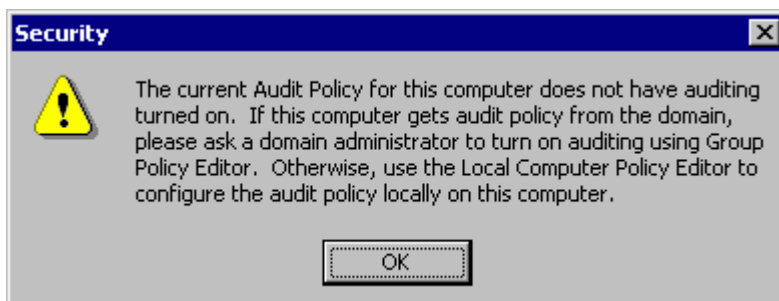 Security
The current Audit Policy for this computer does not have auditing
turned on.  If this computer gets audit policy from the domain,
please ask a domain administrator to turn on auditing using Group
Policy Editor.  Otherwise, use the Local Computer Policy Editor to
configure the audit policy locally on this computer.
OK